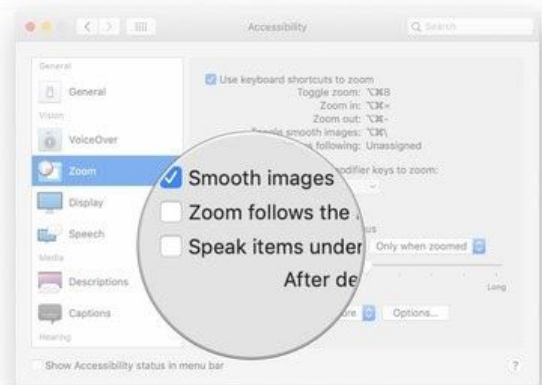 Accessibility
Search
General
General
Vision
VoiceOver
Zoom
Display
Speech
Media
Descriptions
Captions
Hearing
Use keyboard shortcuts to zoom
Toggle zoom: ⌥⌘8
Zoom in: ⌥⌘=
Zoom out: ⌥⌘-
smooth images: ⌥⌘\
following: Unassigned
modifier keys to zoom:
Smooth images
Zoom follows the
Speak items under
Only when zoomed
After de
Long
Options...
Show Accessibility status in menu bar
?